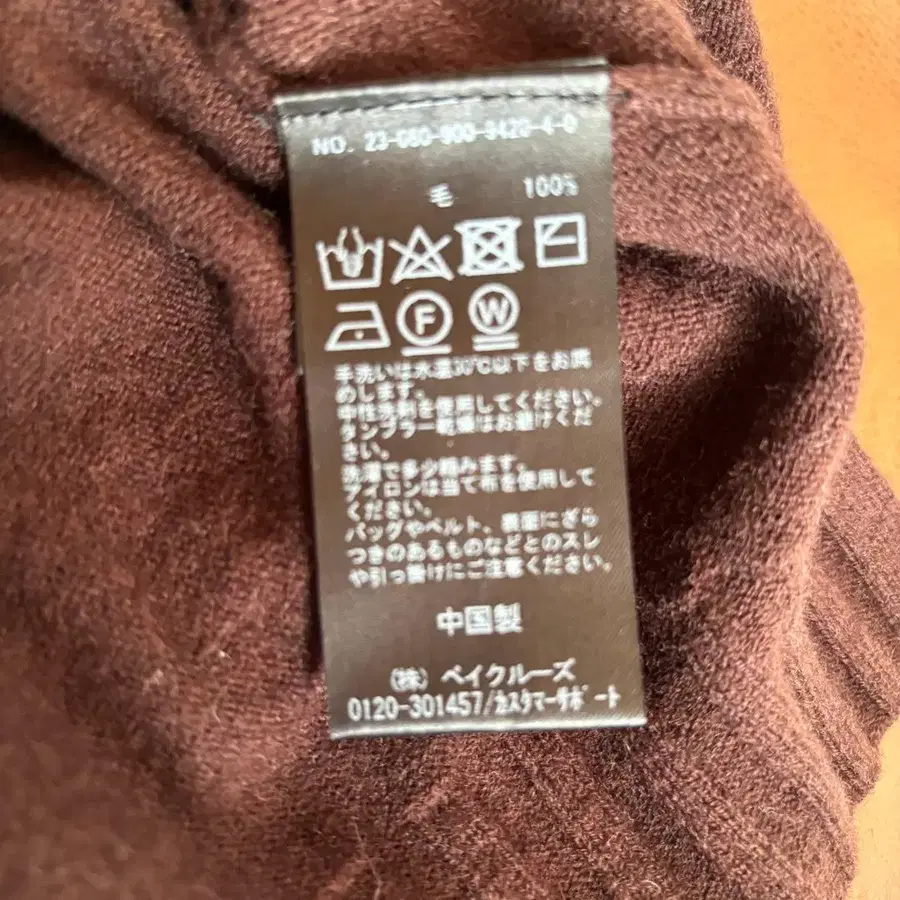 NO. 23-080-900-3420-4-0
毛 100%
F W
手洗いは水温30℃以下をお薦
めします。
中性洗剤を使用してください。
タンブラー乾燥はお避けくだ
さい。
洗濯で多少縮みます。
アイロンは当て布を使用して
ください。
バッグやベルト、表面にざら
つきのあるものなどとのスレ
や引っ掛けにご注意ください。
中国製
(株) ベイクルーズ
0120-301457/ｶｽﾀﾏｰｻﾎﾟｰﾄ